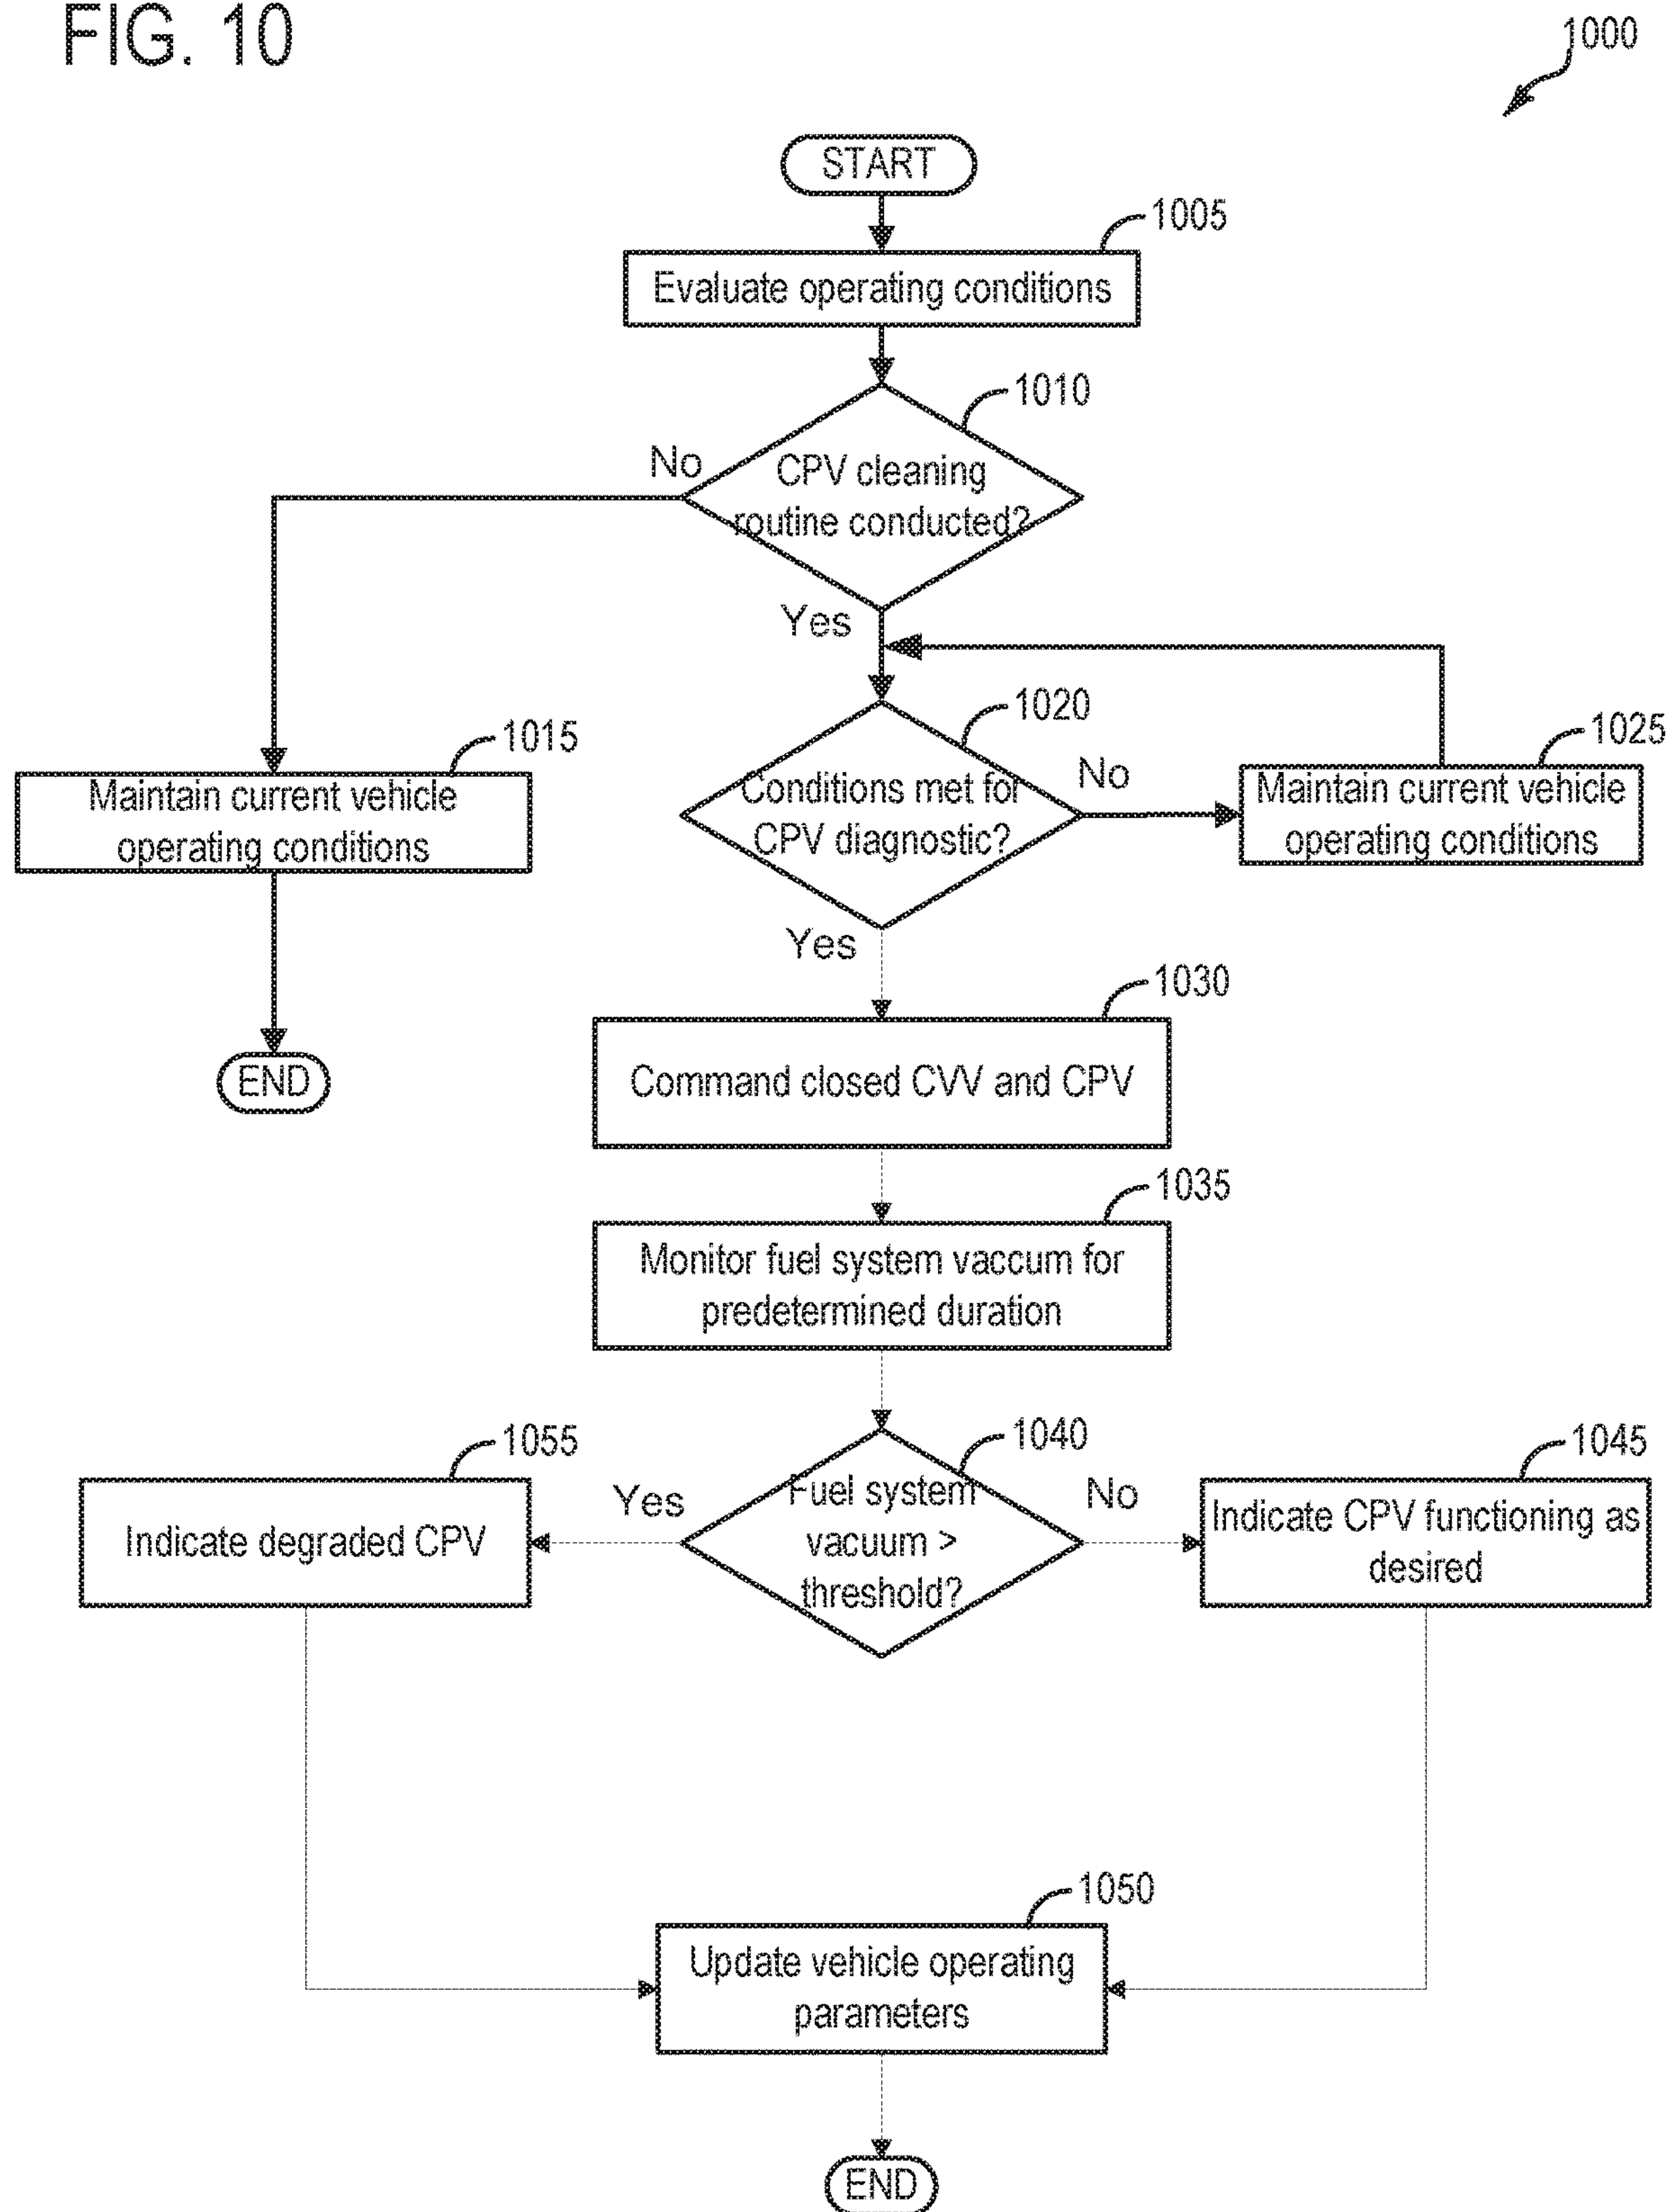 FIG. 10
1000
START
1005
Evaluate operating conditions
1010
No
CPV cleaning
routine conducted?
Yes
1020
1015
1025
Maintain current vehicle
operating conditions
Conditions met for
CPV diagnostic?
No
Maintain current vehicle
operating conditions
Yes
1030
END
Command closed CVV and CPV
1035
Monitor fuel system vaccum for
predetermined duration
1055
1040
1045
Indicate degraded CPV
Yes
Fuel system
vacuum >
threshold?
No
Indicate CPV functioning as
desired
1050
Update vehicle operating
parameters
END